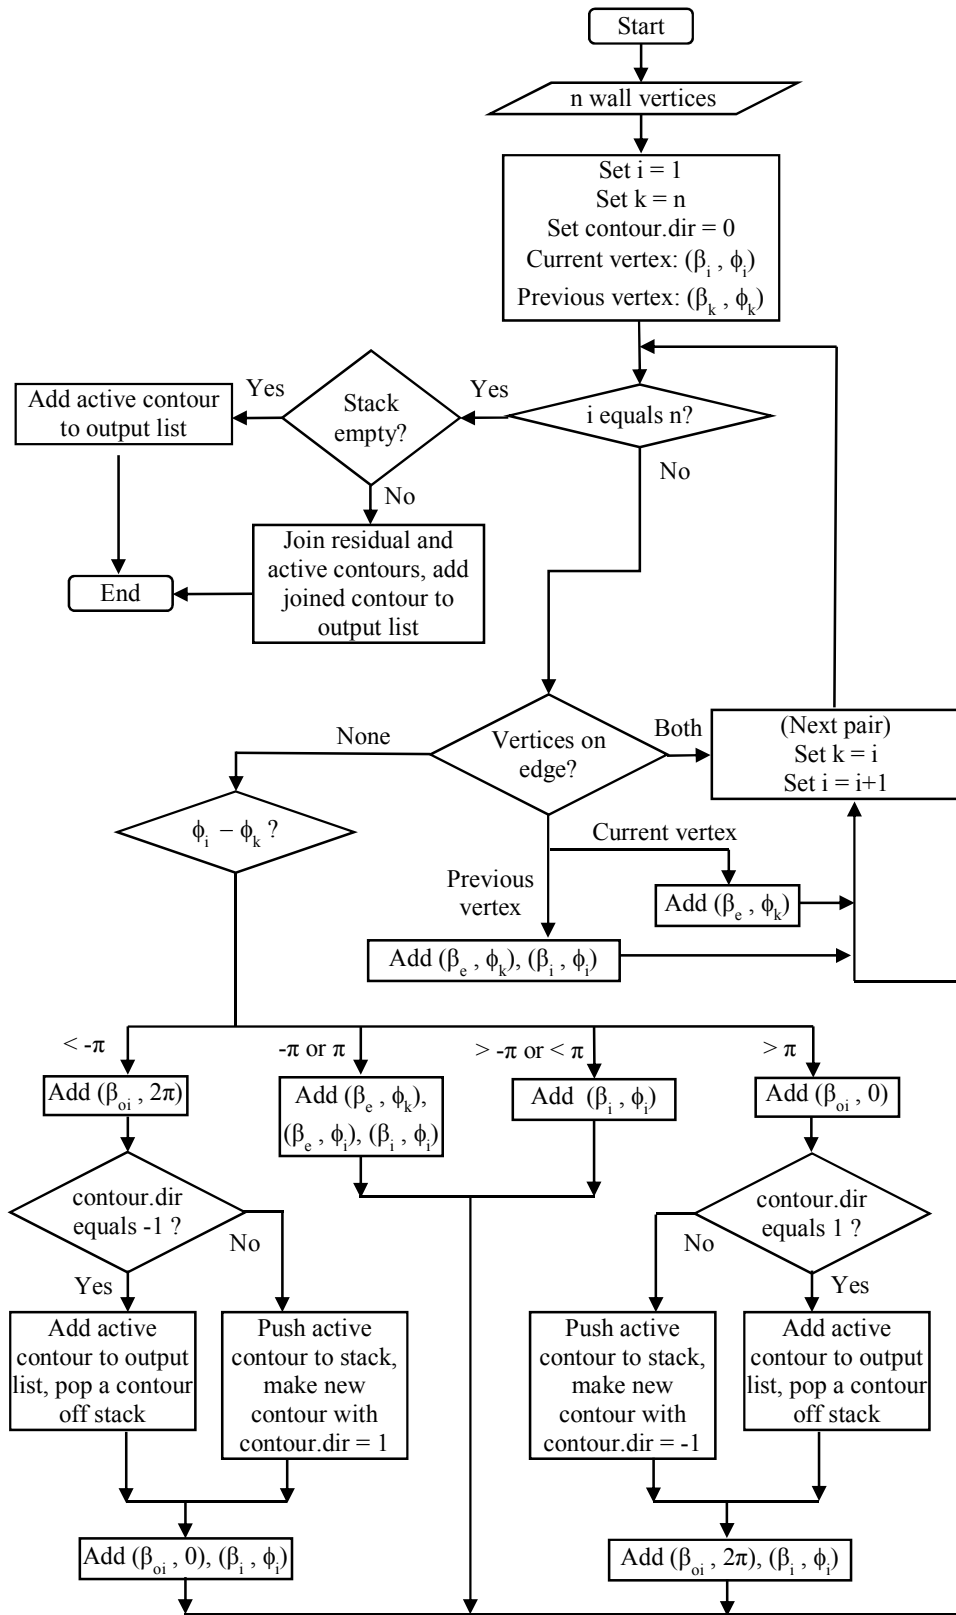 Start
n wall vertices
Set i = 1
Set k = n
Set contour.dir = 0
Current vertex: (βi , ϕi)
Previous vertex: (βk , ϕk)
i equals n?
Yes
No
Stack
empty?
Yes
No
Add active contour
to output list
Join residual and
active contours, add
joined contour to
output list
End
Vertices on
edge?
None
Both
(Next pair)
Set k = i
Set i = i+1
ϕi − ϕk ?
Current vertex
Previous
vertex
Add (βe , ϕk)
Add (βe , ϕk), (βi , ϕi)
< -π
-π or π
> -π or < π
> π
Add (βoi , 2π)
Add (βe , ϕk),
(βe , ϕi), (βi , ϕi)
Add (βi , ϕi)
Add (βoi , 0)
contour.dir
equals -1 ?
No
Yes
contour.dir
equals 1 ?
No
Yes
Add active
contour to output
list, pop a contour
off stack
Push active
contour to stack,
make new
contour with
contour.dir = 1
Push active
contour to stack,
make new
contour with
contour.dir = -1
Add active
contour to output
list, pop a contour
off stack
Add (βoi , 0), (βi , ϕi)
Add (βoi , 2π), (βi , ϕi)